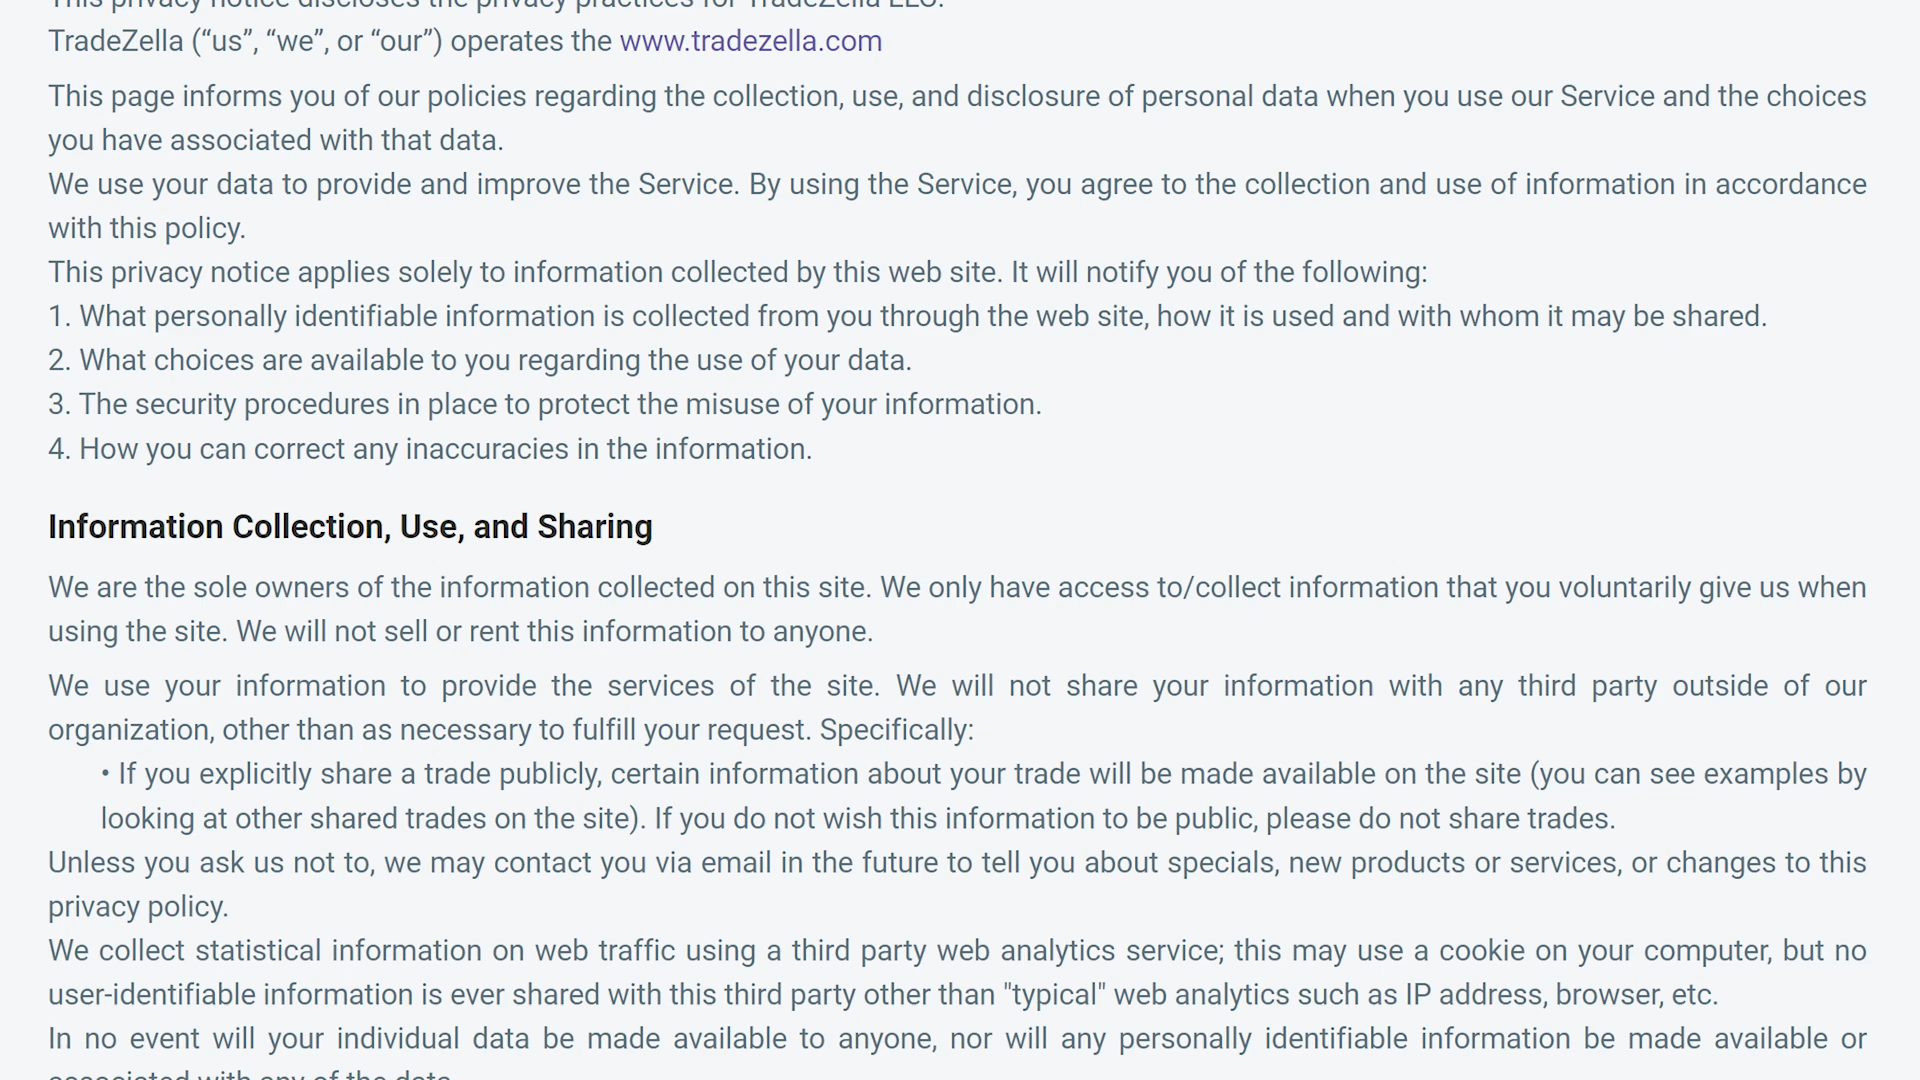 This privacy notice discloses the privacy practices for TradeZella LLC.
TradeZella (“us”, “we”, or “our”) operates the www.tradezella.com
This page informs you of our policies regarding the collection, use, and disclosure of personal data when you use our Service and the choices
you have associated with that data.
We use your data to provide and improve the Service. By using the Service, you agree to the collection and use of information in accordance
with this policy.
This privacy notice applies solely to information collected by this web site. It will notify you of the following:
1. What personally identifiable information is collected from you through the web site, how it is used and with whom it may be shared.
2. What choices are available to you regarding the use of your data.
3. The security procedures in place to protect the misuse of your information.
4. How you can correct any inaccuracies in the information.
Information Collection, Use, and Sharing
We are the sole owners of the information collected on this site. We only have access to/collect information that you voluntarily give us when
using the site. We will not sell or rent this information to anyone.
We use your information to provide the services of the site. We will not share your information with any third party outside of our
organization, other than as necessary to fulfill your request. Specifically:
• If you explicitly share a trade publicly, certain information about your trade will be made available on the site (you can see examples by
looking at other shared trades on the site). If you do not wish this information to be public, please do not share trades.
Unless you ask us not to, we may contact you via email in the future to tell you about specials, new products or services, or changes to this
privacy policy.
We collect statistical information on web traffic using a third party web analytics service; this may use a cookie on your computer, but no
user-identifiable information is ever shared with this third party other than "typical" web analytics such as IP address, browser, etc.
In no event will your individual data be made available to anyone, nor will any personally identifiable information be made available or
associated with any of the data.